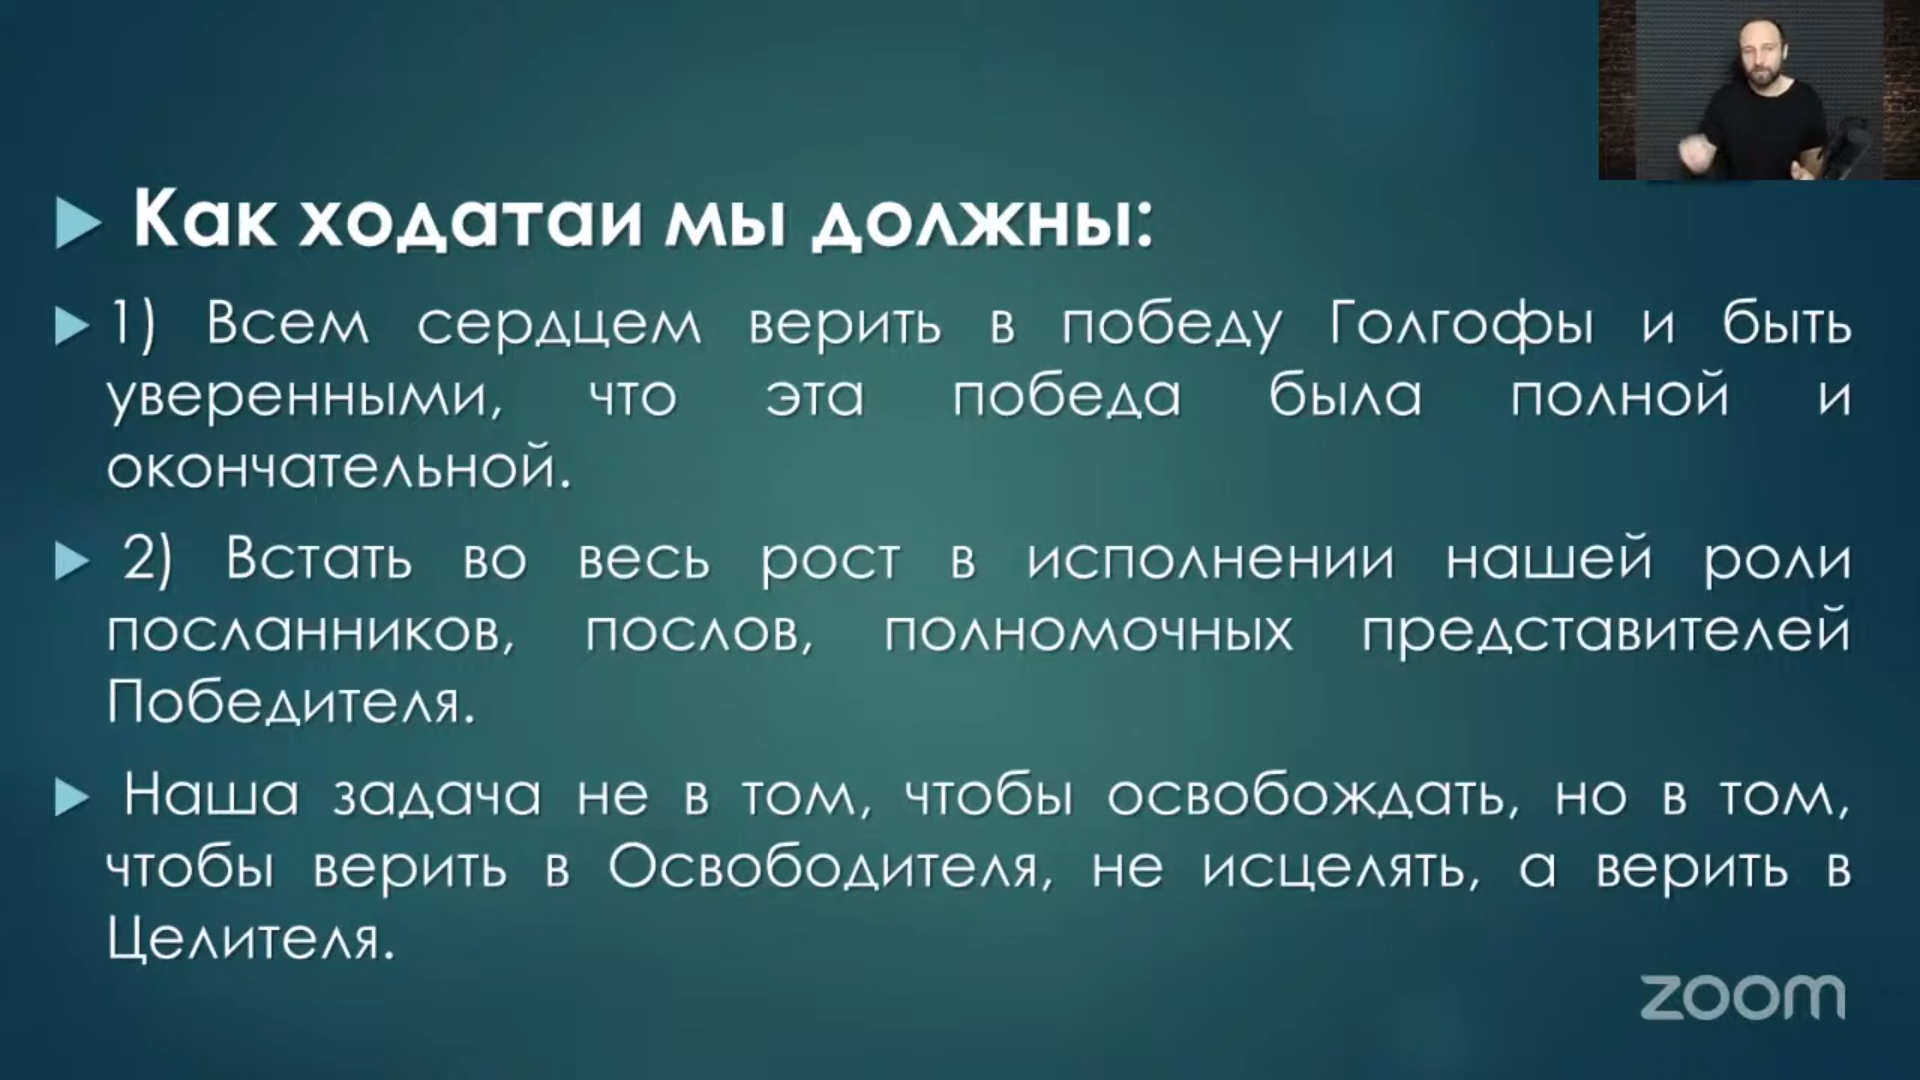 Как ходатаи мы должны:
1) Всем сердцем верить в победу Голгофы и быть
уверенными, что эта победа была полной и
окончательной.
2) Встать во весь рост в исполнении нашей роли
посланников, послов, полномочных представителей
Победителя.
Наша задача не в том, чтобы освобождать, но в том,
чтобы верить в Освободителя, не исцелять, а верить в
Целителя.
zoom